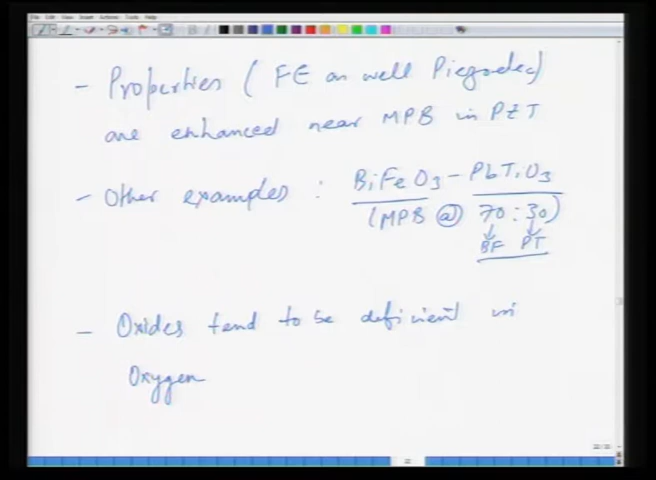 - Properties ( FE as well Piezoelec)
are enhanced near MPB in PZT
- Other examples : BiFeO3 - PbTiO3
(MPB @ 70 : 30)
BF PT
- Oxides tend to be deficient in
Oxygen